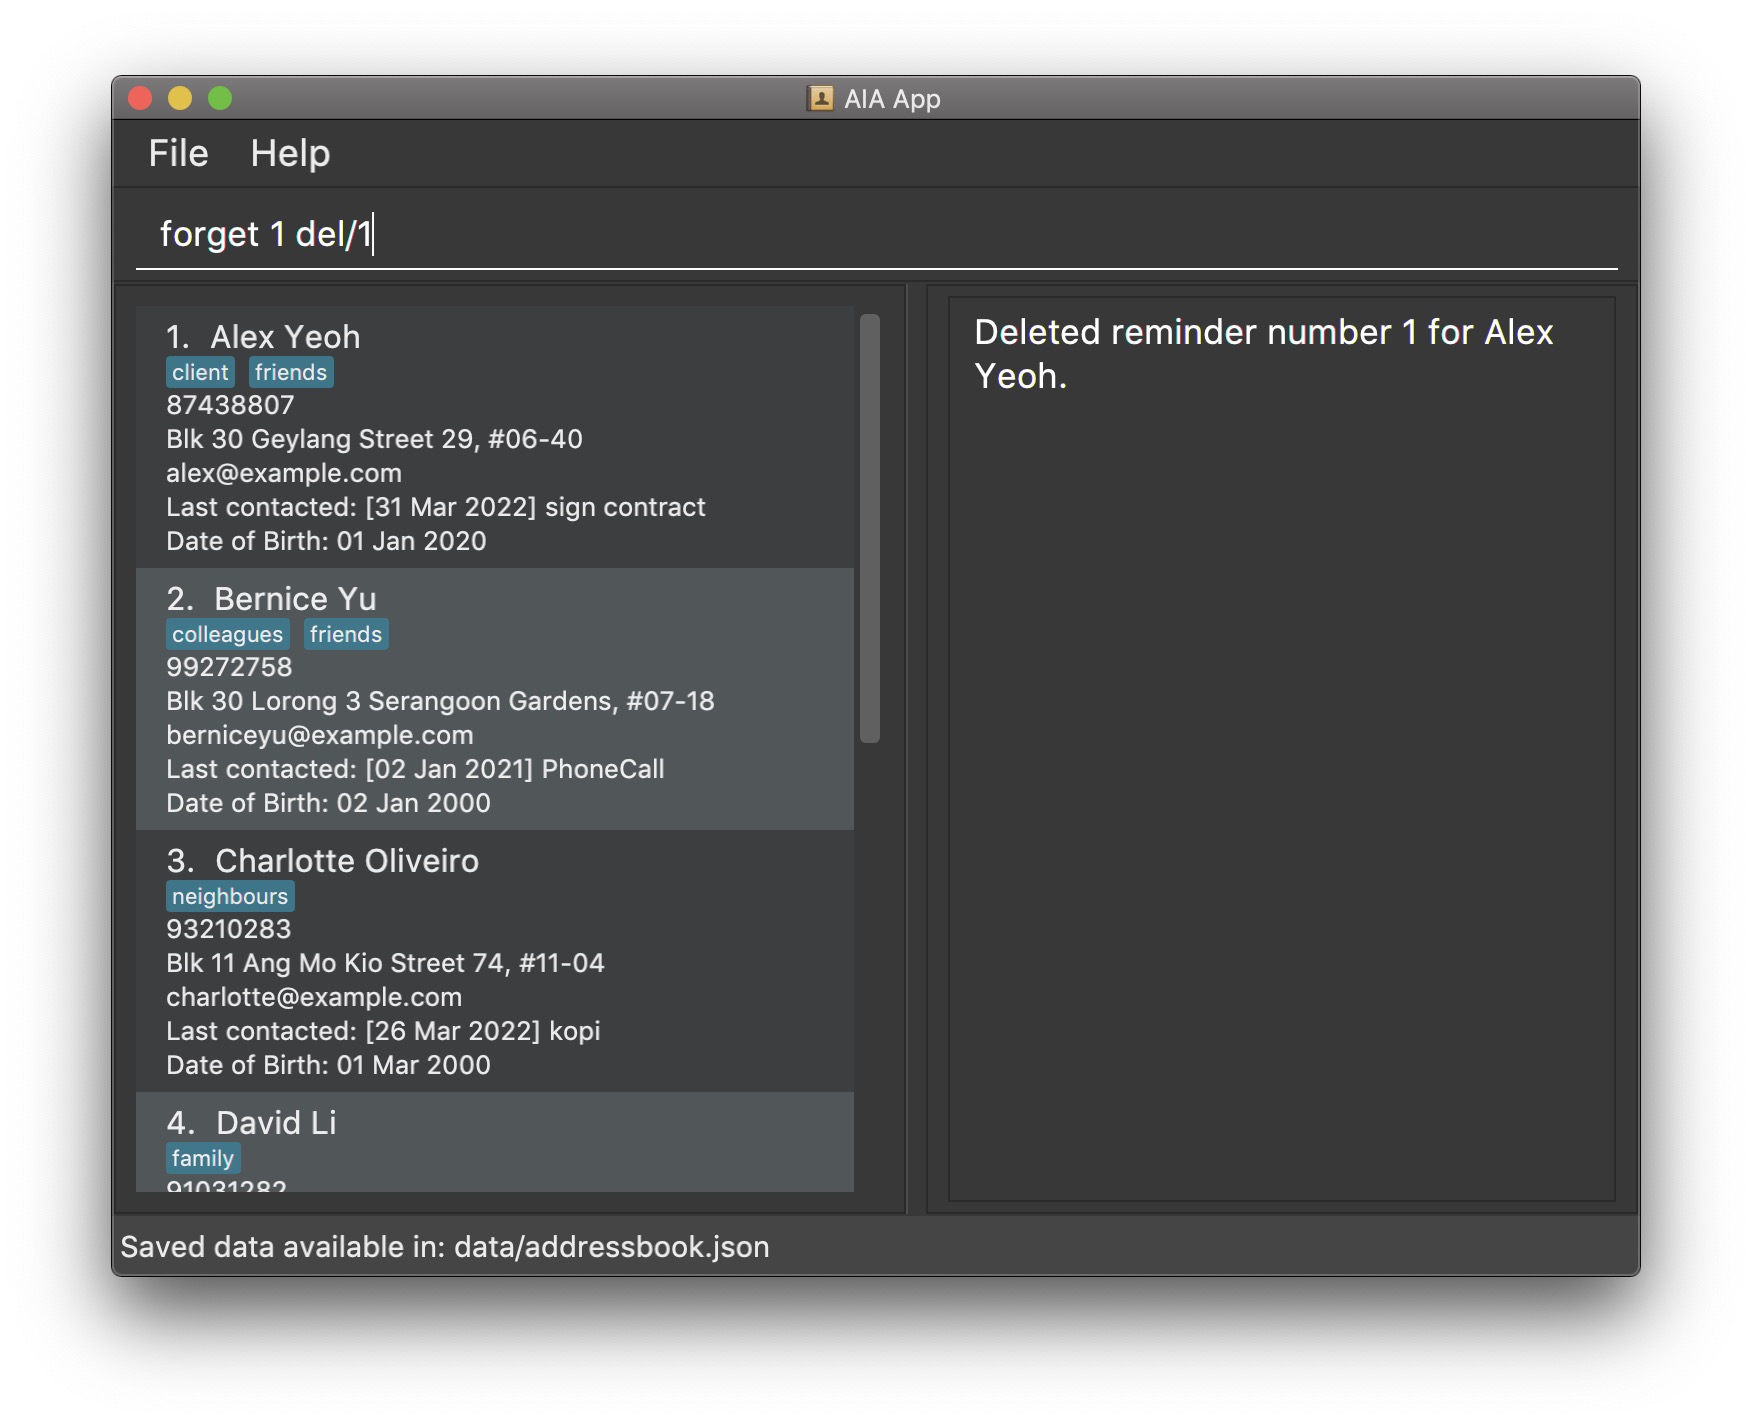 AIA App
File Help
forget 1 del/1
1. Alex Yeoh
client friends
87438807
Blk 30 Geylang Street 29, #06-40
alex@example.com
Last contacted: [31 Mar 2022] sign contract
Date of Birth: 01 Jan 2020
2. Bernice Yu
colleagues friends
99272758
Blk 30 Lorong 3 Serangoon Gardens, #07-18
berniceyu@example.com
Last contacted: [02 Jan 2021] PhoneCall
Date of Birth: 02 Jan 2000
3. Charlotte Oliveiro
neighbours
93210283
Blk 11 Ang Mo Kio Street 74, #11-04
charlotte@example.com
Last contacted: [26 Mar 2022] kopi
Date of Birth: 01 Mar 2000
4. David Li
family
91031282
Deleted reminder number 1 for Alex
Yeoh.
Saved data available in: data/addressbook.json